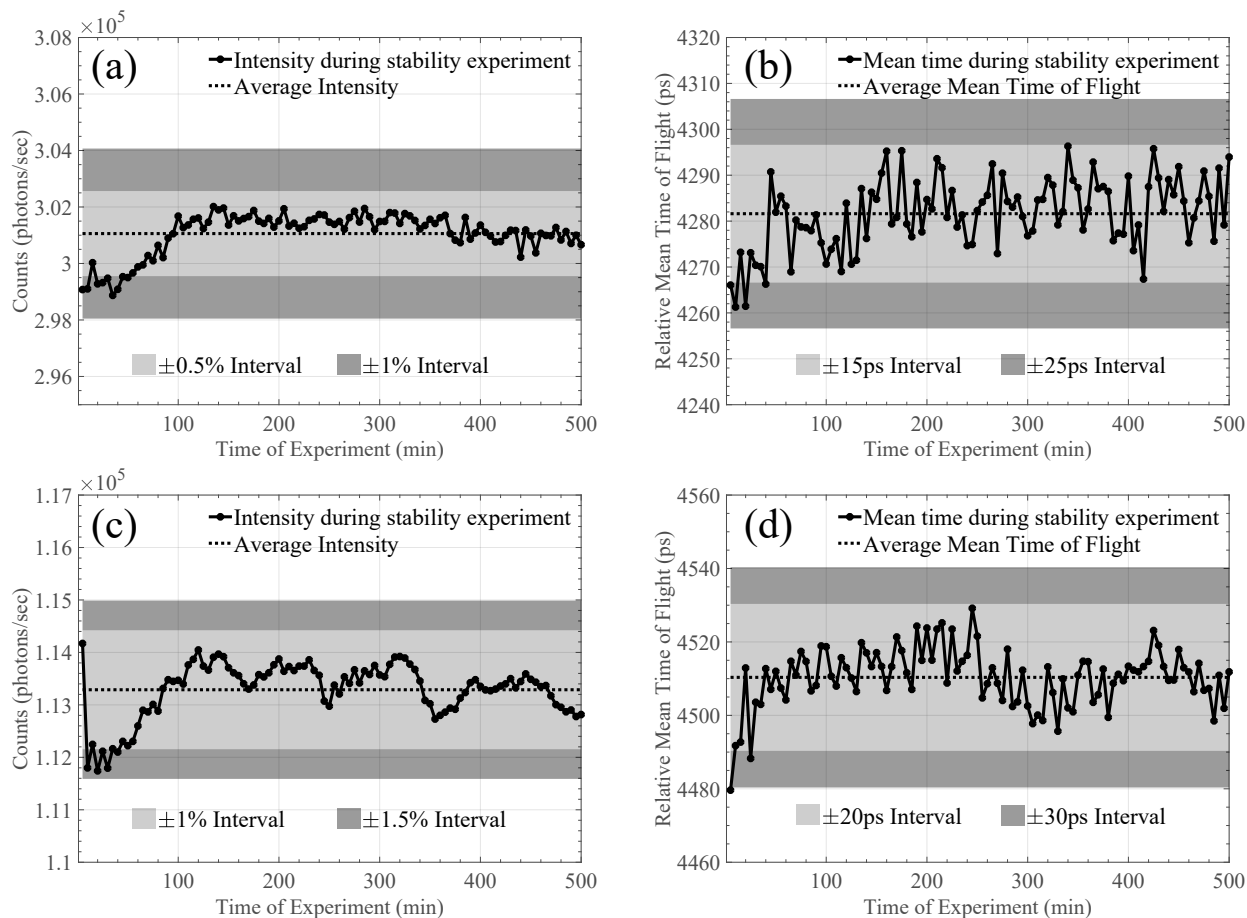 ×10⁵
3.08
3.06
3.04
3.02
3
2.98
2.96
Counts (photons/sec)
(a)
Intensity during stability experiment
Average Intensity
±0.5% Interval
±1% Interval
100 200 300 400 500
Time of Experiment (min)
4320
4310
4300
4290
4280
4270
4260
4250
4240
Relative Mean Time of Flight (ps)
(b)
Mean time during stability experiment
Average Mean Time of Flight
±15ps Interval
±25ps Interval
100 200 300 400 500
Time of Experiment (min)
×10⁵
1.17
1.16
1.15
1.14
1.13
1.12
1.11
1.1
Counts (photons/sec)
(c)
Intensity during stability experiment
Average Intensity
±1% Interval
±1.5% Interval
100 200 300 400 500
Time of Experiment (min)
4560
4540
4520
4500
4480
4460
Relative Mean Time of Flight (ps)
(d)
Mean time during stability experiment
Average Mean Time of Flight
±20ps Interval
±30ps Interval
100 200 300 400 500
Time of Experiment (min)